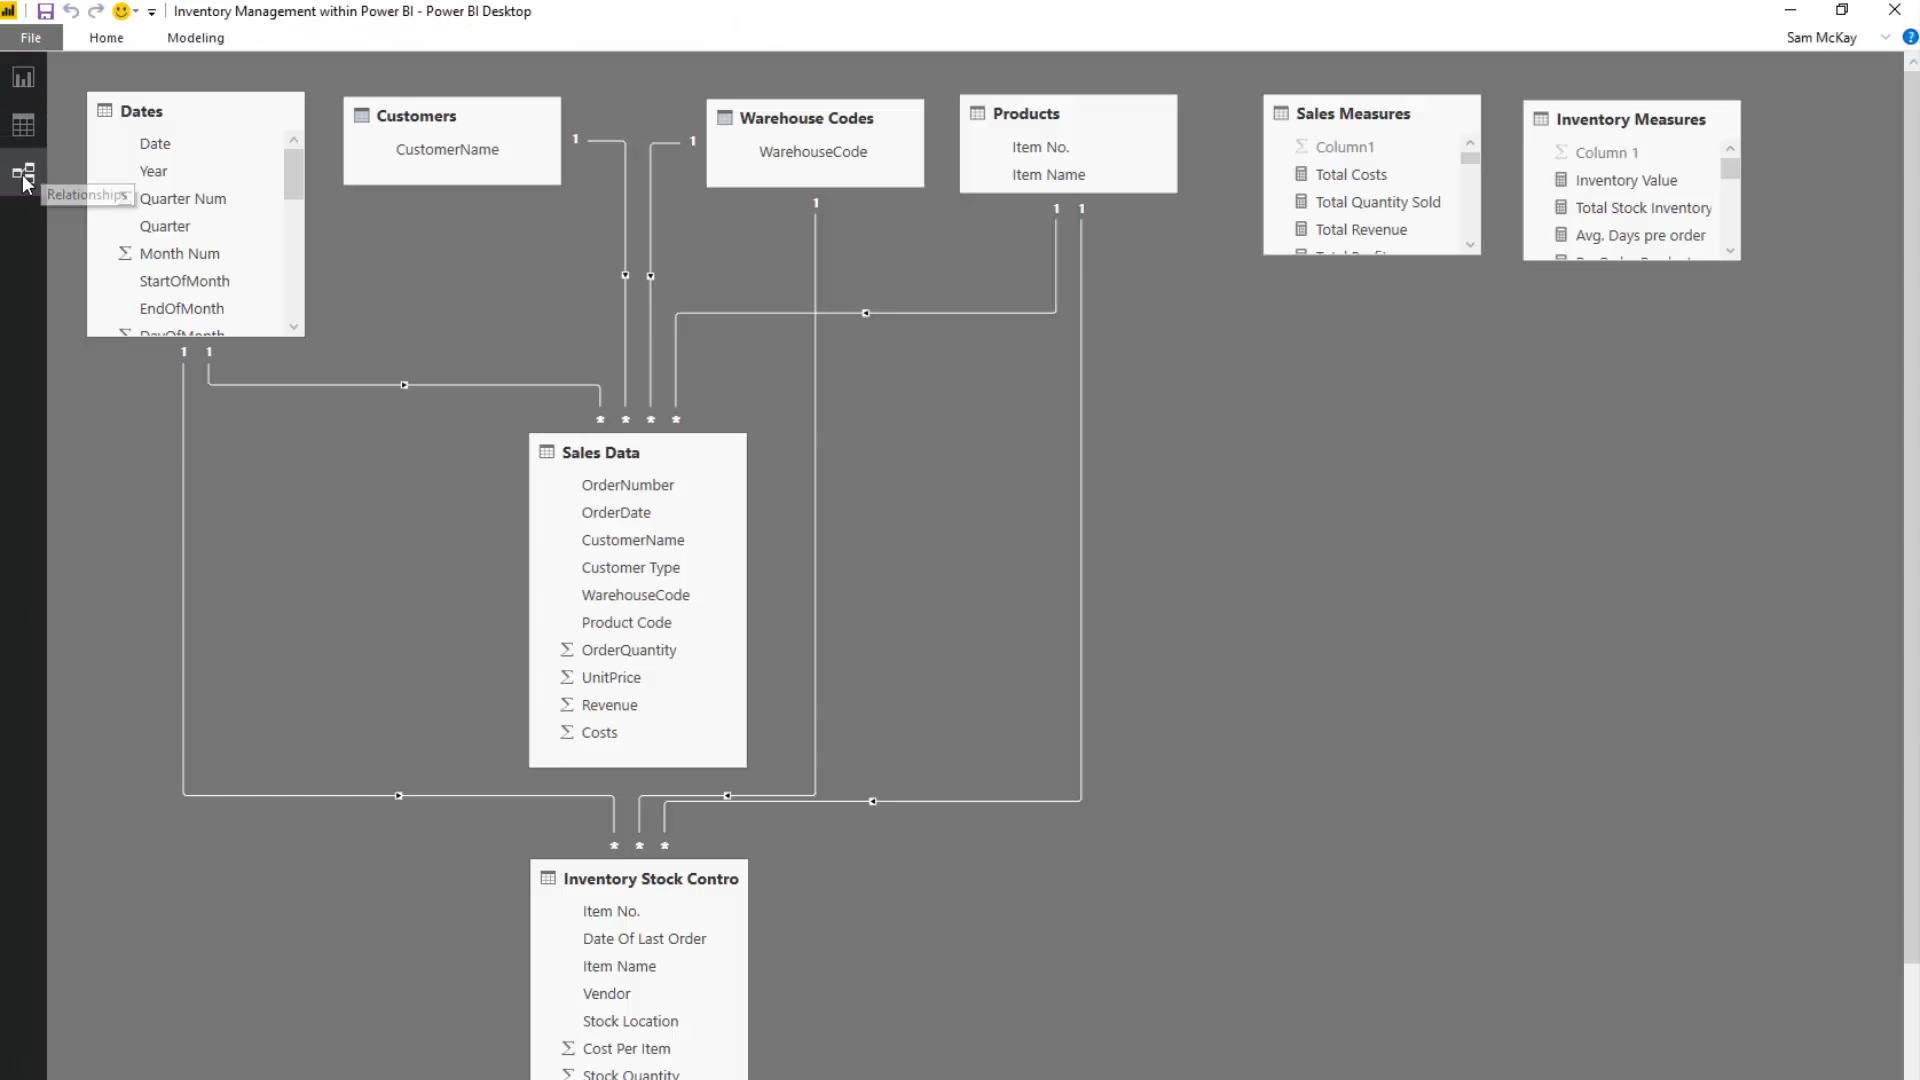 Inventory Management within Power BI - Power BI Desktop
File
Home
Modeling
Sam McKay
?
Relationships
Dates
Date
Year
Quarter Num
Quarter
Month Num
StartOfMonth
EndOfMonth
DayOfMonth
Customers
CustomerName
Warehouse Codes
WarehouseCode
Products
Item No.
Item Name
Sales Measures
Column1
Total Costs
Total Quantity Sold
Total Revenue
Total Profit
Inventory Measures
Column 1
Inventory Value
Total Stock Inventory
Avg. Days pre order
1
1
1
1 1
1 1
* * * *
Sales Data
OrderNumber
OrderDate
CustomerName
Customer Type
WarehouseCode
Product Code
OrderQuantity
UnitPrice
Revenue
Costs
* * *
Inventory Stock Contro
Item No.
Date Of Last Order
Item Name
Vendor
Stock Location
Cost Per Item
Stock Quantity